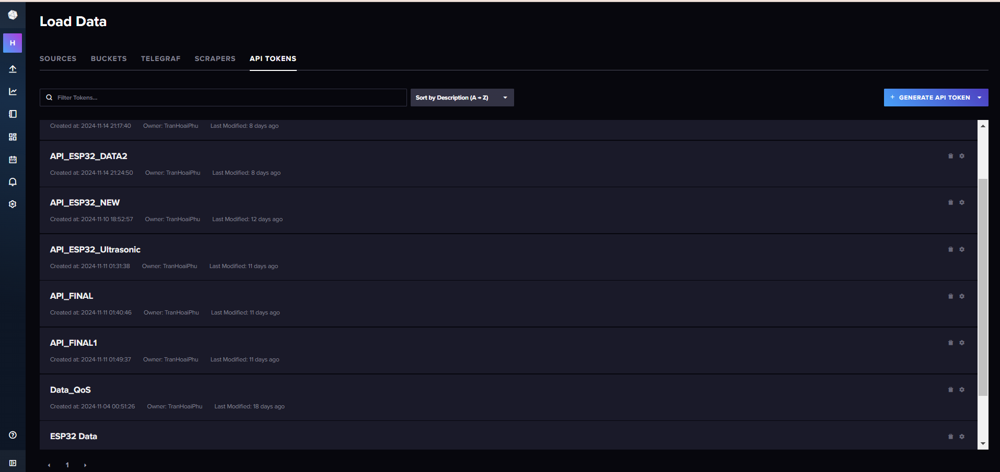 Load Data
H
SOURCES BUCKETS TELEGRAF SCRAPERS API TOKENS
Filter Tokens... Sort by Description (A → Z) + GENERATE API TOKEN
Created at: 2024-11-14 21:17:40 Owner: TranHoaiPhu Last Modified: 8 days ago
API_ESP32_DATA2
Created at: 2024-11-14 21:24:50 Owner: TranHoaiPhu Last Modified: 8 days ago
API_ESP32_NEW
Created at: 2024-11-10 18:52:57 Owner: TranHoaiPhu Last Modified: 12 days ago
API_ESP32_Ultrasonic
Created at: 2024-11-11 01:31:38 Owner: TranHoaiPhu Last Modified: 11 days ago
API_FINAL
Created at: 2024-11-11 01:40:46 Owner: TranHoaiPhu Last Modified: 11 days ago
API_FINAL1
Created at: 2024-11-11 01:49:37 Owner: TranHoaiPhu Last Modified: 11 days ago
Data_QoS
Created at: 2024-11-04 00:51:26 Owner: TranHoaiPhu Last Modified: 18 days ago
ESP32 Data
1